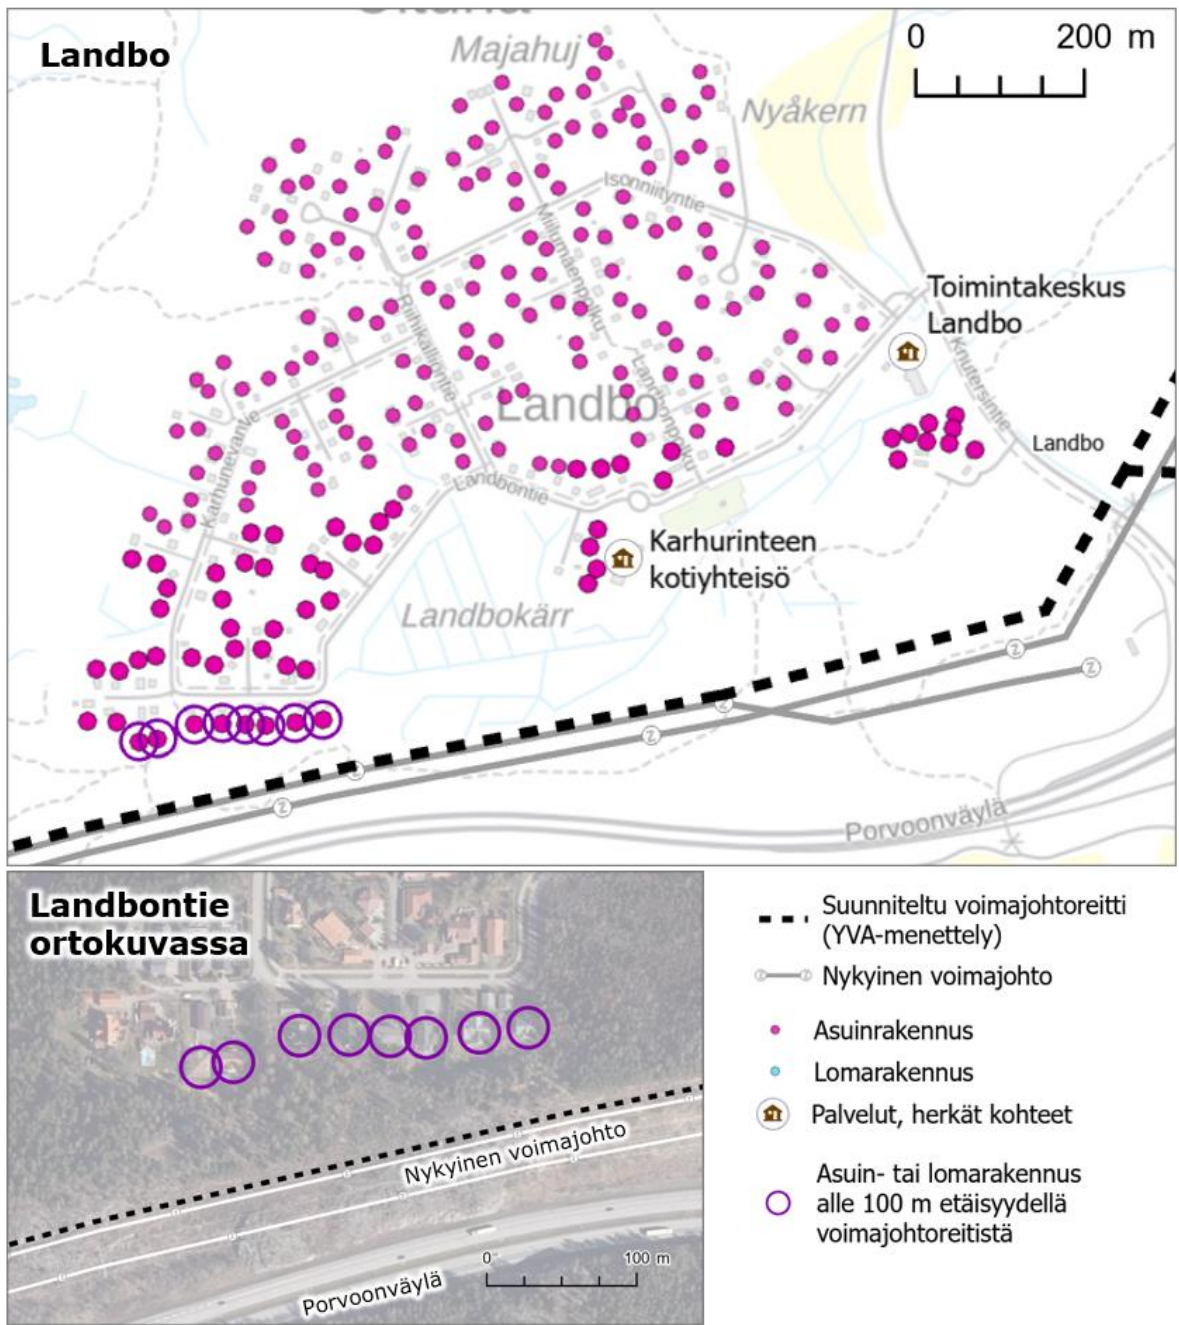 Landbo
0 200 m
Majahuj
Nyåkern
Isonniityntie
Toimintakeskus
Landbo
Knutersintie
Riihikalliontie
Landbo
Landbontie
Landbo
Karhunevantie
Karhurinteen
kotiyhteisö
Landbokärr
Z
Z
Z
Z
Z
Z
Porvoonväylä
Landbontie
ortokuvassa
Nykyinen voimajohto
0 100 m
Porvoonväylä
Suunniteltu voimajohtoreitti
(YVA-menettely)
Z Z
Nykyinen voimajohto
Asuinrakennus
Lomarakennus
Palvelut, herkät kohteet
Asuin- tai lomarakennus
alle 100 m etäisyydellä
voimajohtoreitistä